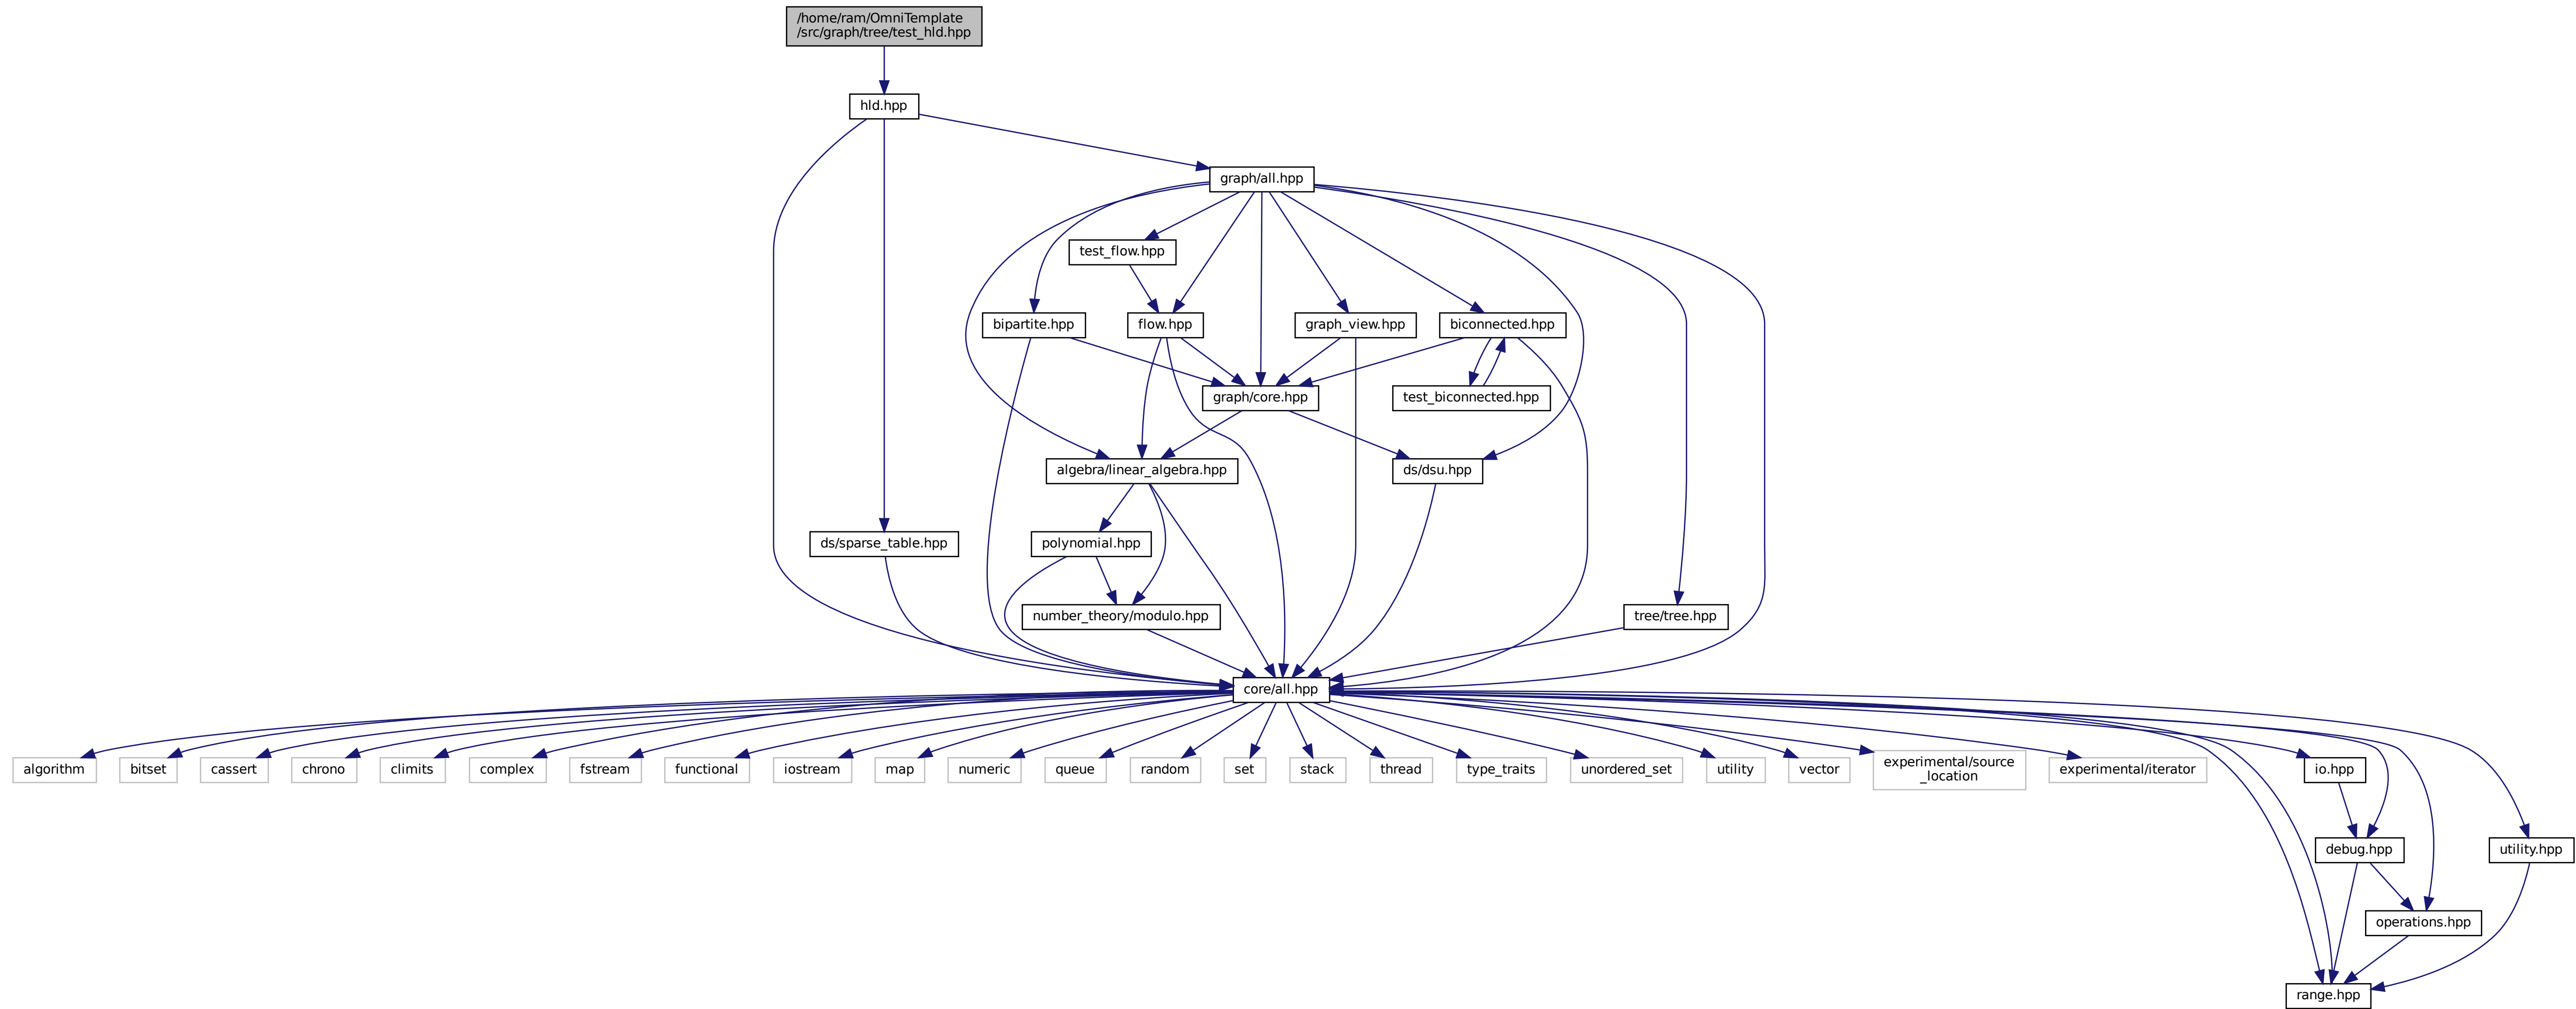 /home/ram/OmniTemplate
/src/graph/tree/test_hld.hpp
hld.hpp
graph/all.hpp
test_flow.hpp
bipartite.hpp
flow.hpp
graph_view.hpp
biconnected.hpp
graph/core.hpp
test_biconnected.hpp
algebra/linear_algebra.hpp
ds/dsu.hpp
ds/sparse_table.hpp
polynomial.hpp
number_theory/modulo.hpp
tree/tree.hpp
core/all.hpp
algorithm
bitset
cassert
chrono
climits
complex
fstream
functional
iostream
map
numeric
queue
random
set
stack
thread
type_traits
unordered_set
utility
vector
experimental/source
_location
experimental/iterator
io.hpp
debug.hpp
utility.hpp
operations.hpp
range.hpp